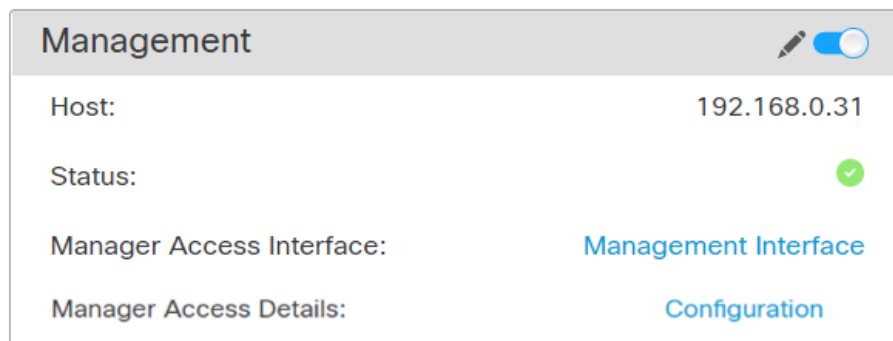 Management
Host: 192.168.0.31
Status:
Manager Access Interface: Management Interface
Manager Access Details: Configuration